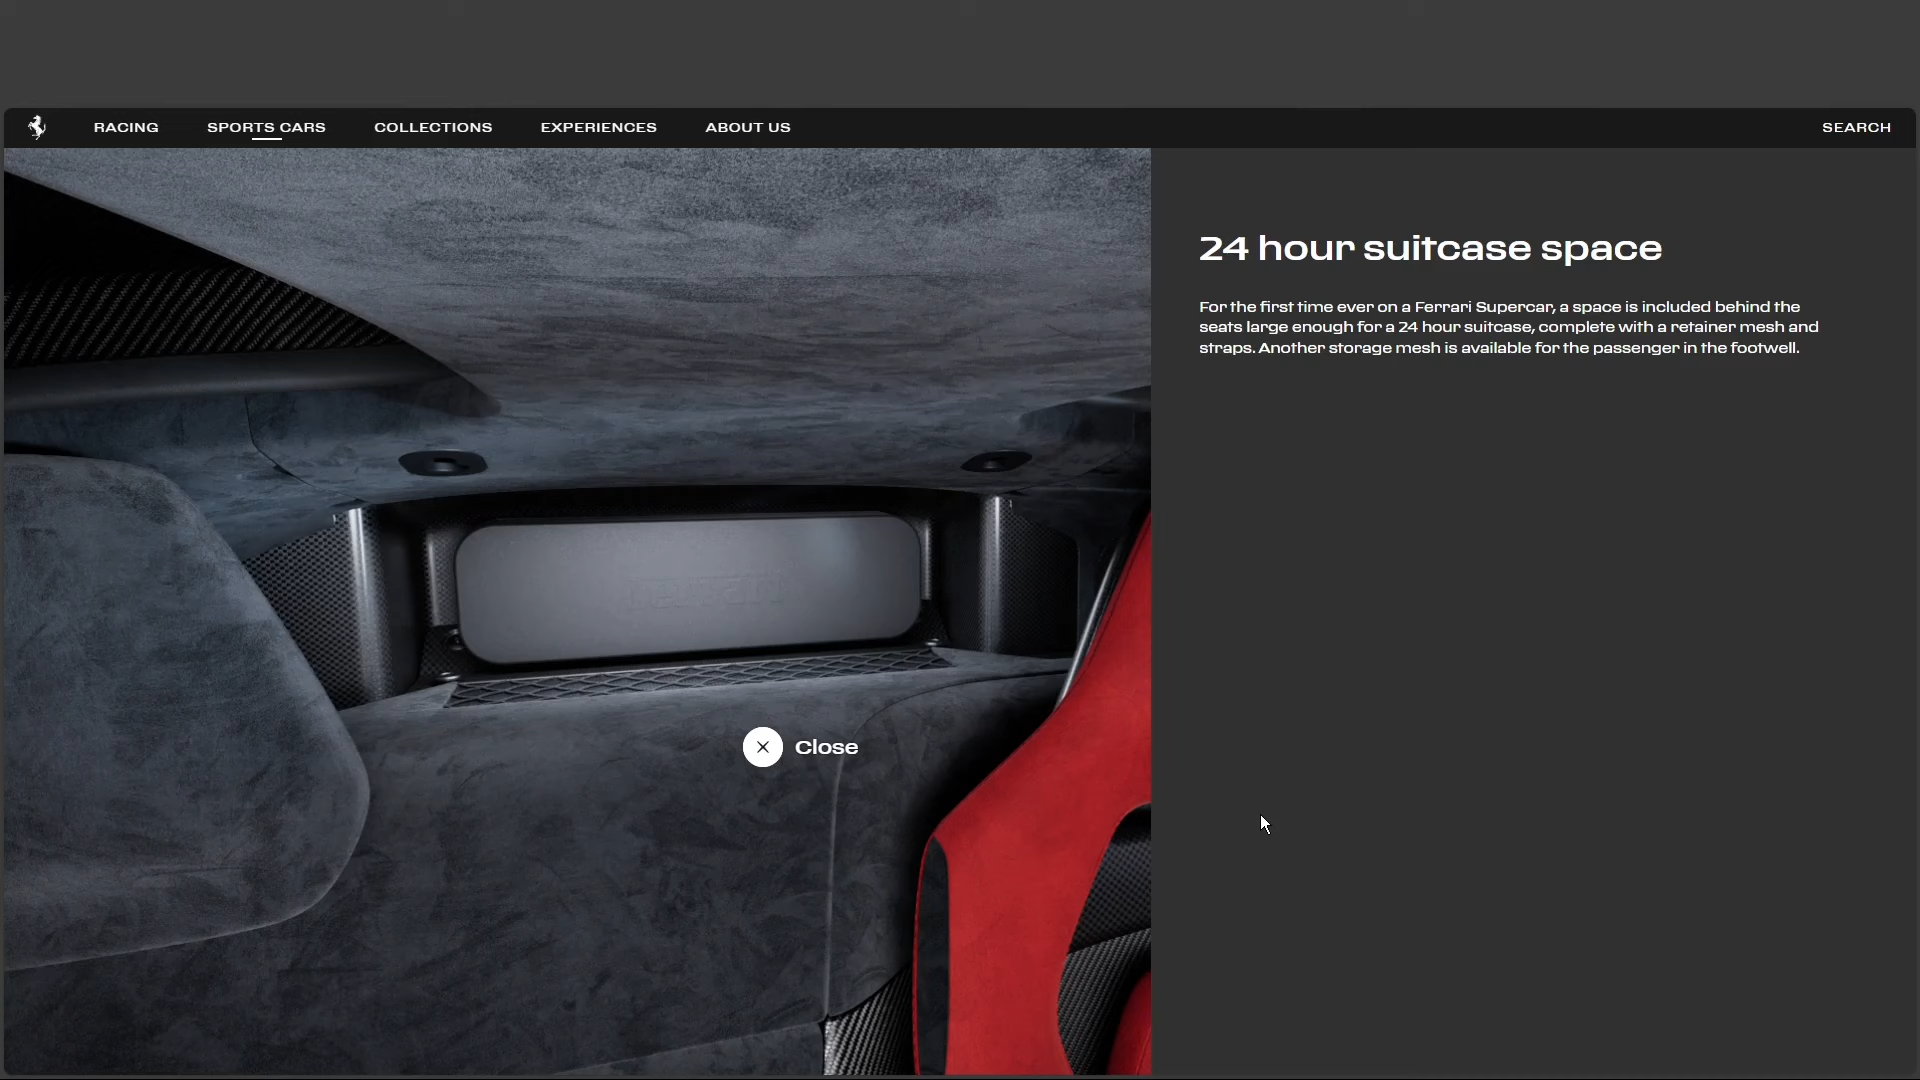 RACING
SPORTS CARS
COLLECTIONS
EXPERIENCES
ABOUT US
SEARCH
24 hour suitcase space
For the first time ever on a Ferrari Supercar, a space is included behind the
seats large enough for a 24 hour suitcase, complete with a retainer mesh and
straps. Another storage mesh is available for the passenger in the footwell.
Close